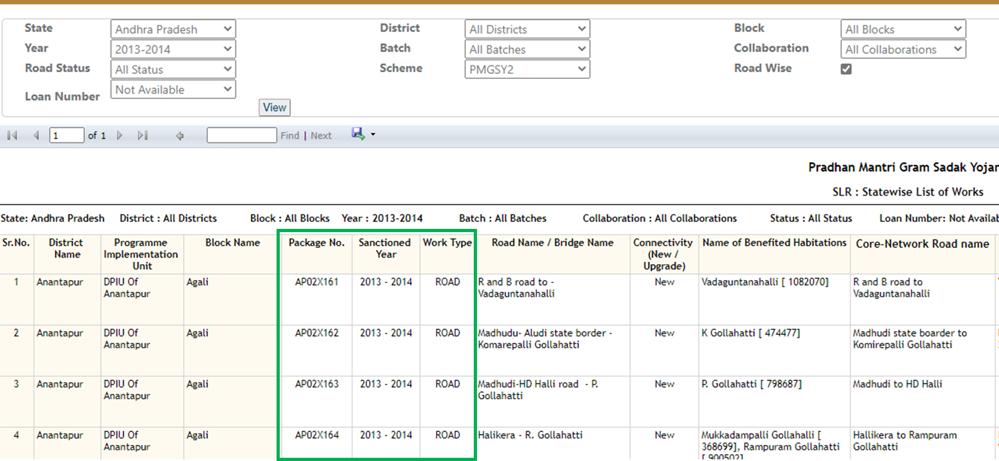 State Andhra Pradesh District All Districts Block All Blocks
Year 2013-2014 Batch All Batches Collaboration All Collaborations
Road Status All Status Scheme PMGSY2 Road Wise
Loan Number Not Available
View
1 of 1 Find | Next
Pradhan Mantri Gram Sadak
SLR : Statewise List of Works
State: Andhra Pradesh District : All Districts Block : All Blocks Year : 2013-2014 Batch : All Batches Collaboration : All Collaborations Status : All Status Loan Number: Not
Sr.No. District Name Programme Implementation Unit Block Name Package No. Sanctioned Year Work Type Road Name / Bridge Name Connectivity (New / Upgrade) Name of Benefited Habitations Core-Network Road name
1 Anantapur DPIU Of Anantapur Agali AP02X161 2013 - 2014 ROAD R and B road to - Vadaguntanahalli New Vadaguntanahalli [ 1082070] R and B road to Vadaguntanahalli
2 Anantapur DPIU Of Anantapur Agali AP02X162 2013 - 2014 ROAD Madhudu- Aludi state border - Komarepalli Gollahatti New K Gollahatti [ 474477] Madhudi state boarder to Komirepalli Gollahatti
3 Anantapur DPIU Of Anantapur Agali AP02X163 2013 - 2014 ROAD Madhudi-HD Halli road - P. Gollahatti New P. Gollahatti [ 798687] Madhudi to HD Halli
4 Anantapur DPIU Of Anantapur Agali AP02X164 2013 - 2014 ROAD Halikera - R. Gollahatti New Mukkadampalli Gollahalli [ 368699], Rampuram Gollahatti [ 900502] Hallikera to Rampuram Gollahatti